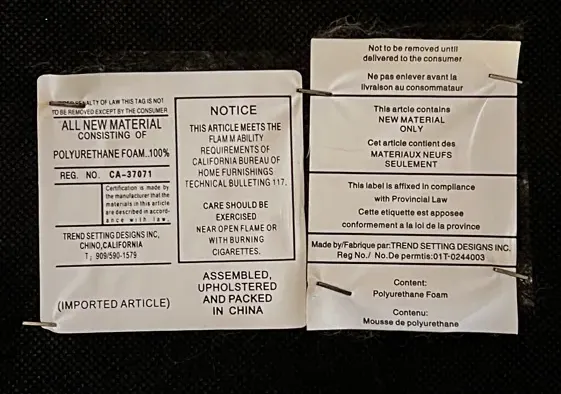 UNDER PENALTY OF LAW THIS TAG IS NOT
TO BE REMOVED EXCEPT BY THE CONSUMER
ALL NEW MATERIAL
CONSISTING OF
POLYURETHANE FOAM..100%
REG. NO. CA-37071
Certification is made by
the manufacturer that the
materials in this article
are described in accord-
ance with law.
TREND SETTING DESIGNS INC,
CHINO,CALIFORNIA
T; 909/590-1579
(IMPORTED ARTICLE)
NOTICE
THIS ARTICLE MEETS THE
FLAM M ABILITY
REQUIREMENTS OF
CALIFORNIA BUREAU OF
HOME FURNISHINGS
TECHNICAL BULLETING 117.
CARE SHOULD BE
EXERCISED
NEAR OPEN FLAME OR
WITH BURNING
CIGARETTES.
ASSEMBLED,
UPHOLSTERED
AND PACKED
IN CHINA
Not to be removed until
delivered to the consumer
Ne pas enlever avant la
livraison au consommateur
This artcle contains
NEW MATERIAL
ONLY
Cet article contient des
MATERIAUX NEUFS
SEULEMENT
This label is affixed in compliance
with Provincial Law
Cette etiquette est apposee
conformement a la loi de la province
Made by/Fabrique par:TREND SETTING DESIGNS INC.
Reg No./ No.De permtis:01T-0244003
Content:
Polyurethane Foam
Contenu:
Mousse de polyurethane